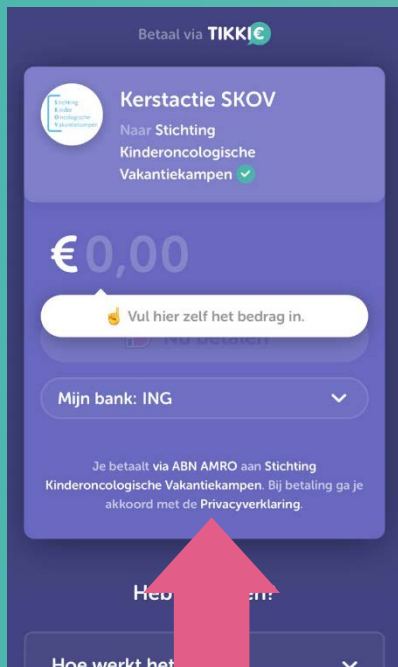 Betaal via TIKKIE
Stichting
Kinder
Oncologische
Vakantiekampen
Kerstactie SKOV
Naar Stichting
Kinderoncologische
Vakantiekampen
€ 0,00
☝ Vul hier zelf het bedrag in.
Nu betalen
Mijn bank: ING
Je betaalt via ABN AMRO aan Stichting
Kinderoncologische Vakantiekampen. Bij betaling ga je
akkoord met de Privacyverklaring.
Hoe werkt het